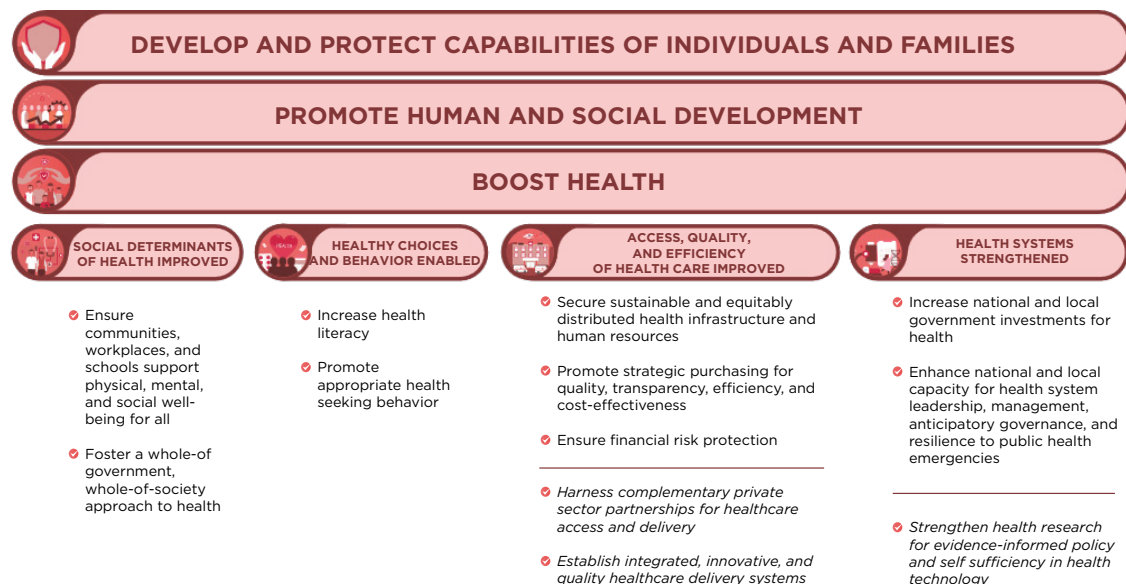 DEVELOP AND PROTECT CAPABILITIES OF INDIVIDUALS AND FAMILIES
PROMOTE HUMAN AND SOCIAL DEVELOPMENT
BOOST HEALTH
SOCIAL DETERMINANTS
OF HEALTH IMPROVED
Ensure
communities,
workplaces, and
schools support
physical, mental,
and social well-
being for all
Foster a whole-of
government,
whole-of-society
approach to health
HEALTH
HEALTHY CHOICES
AND BEHAVIOR ENABLED
Increase health
literacy
Promote
appropriate health
seeking behavior
ACCESS, QUALITY,
AND EFFICIENCY
OF HEALTH CARE IMPROVED
Secure sustainable and equitably
distributed health infrastructure and
human resources
Promote strategic purchasing for
quality, transparency, efficiency, and
cost-effectiveness
Ensure financial risk protection
Harness complementary private
sector partnerships for healthcare
access and delivery
Establish integrated, innovative, and
quality healthcare delivery systems
HEALTH SYSTEMS
STRENGTHENED
Increase national and local
government investments for
health
Enhance national and local
capacity for health system
leadership, management,
anticipatory governance, and
resilience to public health
emergencies
Strengthen health research
for evidence-informed policy
and self sufficiency in health
technology